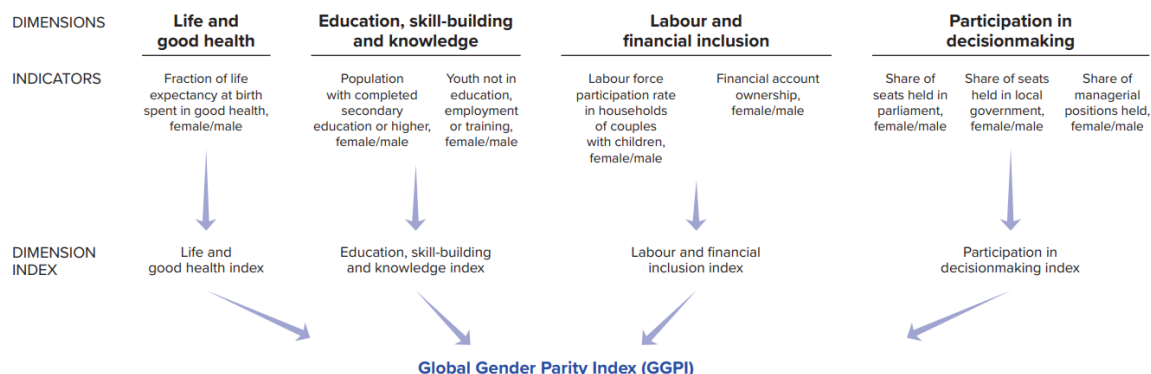 DIMENSIONS
Life and
good health
Education, skill-building
and knowledge
Labour and
financial inclusion
Participation in
decisionmaking
INDICATORS
Fraction of life
expectancy at birth
spent in good health,
female/male
Population
with completed
secondary
education or higher,
female/male
Youth not in
education,
employment
or training,
female/male
Labour force
participation rate
in households
of couples
with children,
female/male
Financial account
ownership,
female/male
Share of
seats held in
parliament,
female/male
Share of seats
held in local
government,
female/male
Share of
managerial
positions held,
female/male
DIMENSION
INDEX
Life and
good health index
Education, skill-building
and knowledge index
Labour and financial
inclusion index
Participation in
decisionmaking index
Global Gender Parity Index (GGPI)